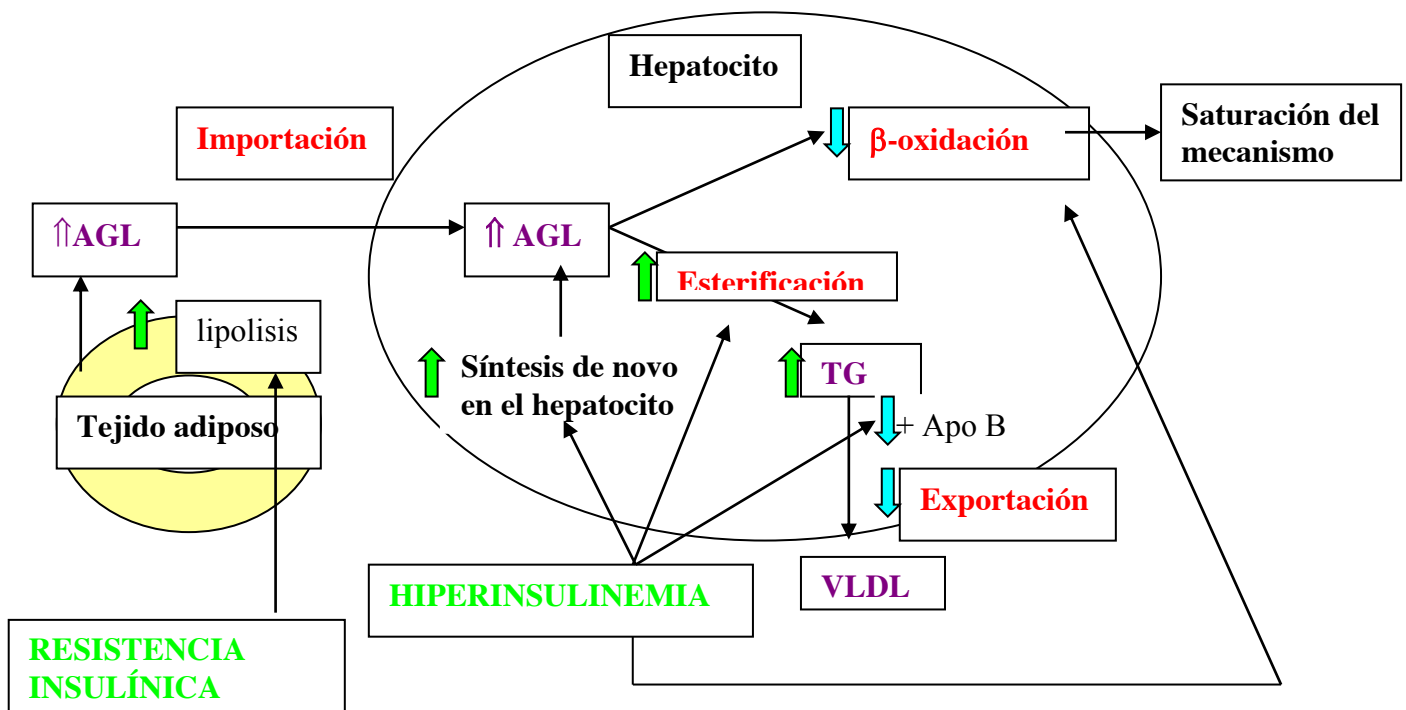 Hepatocito
Importación
β-oxidación
Saturación del
mecanismo
⇑AGL
⇑ AGL
Esterificación
lipolisis
Síntesis de novo
en el hepatocito
TG
Tejido adiposo
+ Apo B
Exportación
HIPERINSULINEMIA
VLDL
RESISTENCIA
INSULÍNICA